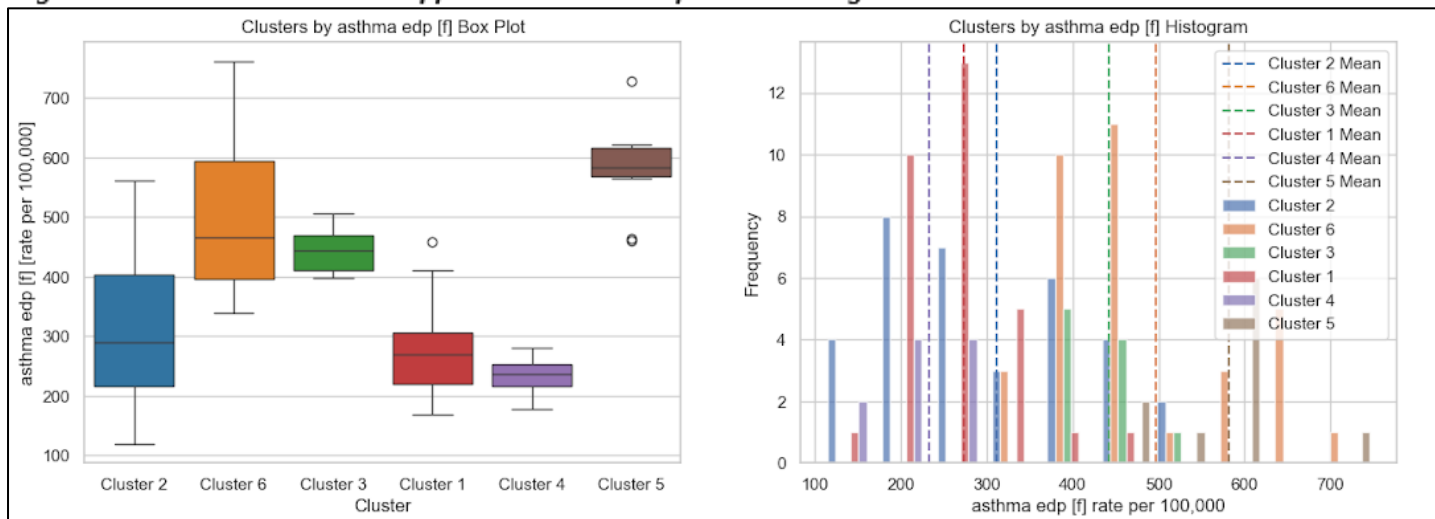 Clusters by asthma edp [f] Box Plot
asthma edp [f] [rate per 100,000]
700
600
500
400
300
200
100
Cluster 2 Cluster 6 Cluster 3 Cluster 1 Cluster 4 Cluster 5
Cluster
Clusters by asthma edp [f] Histogram
Frequency
12
10
8
6
4
2
0
Cluster 2 Mean
Cluster 6 Mean
Cluster 3 Mean
Cluster 1 Mean
Cluster 4 Mean
Cluster 5 Mean
Cluster 2
Cluster 6
Cluster 3
Cluster 1
Cluster 4
Cluster 5
100 200 300 400 500 600 700
asthma edp [f] rate per 100,000